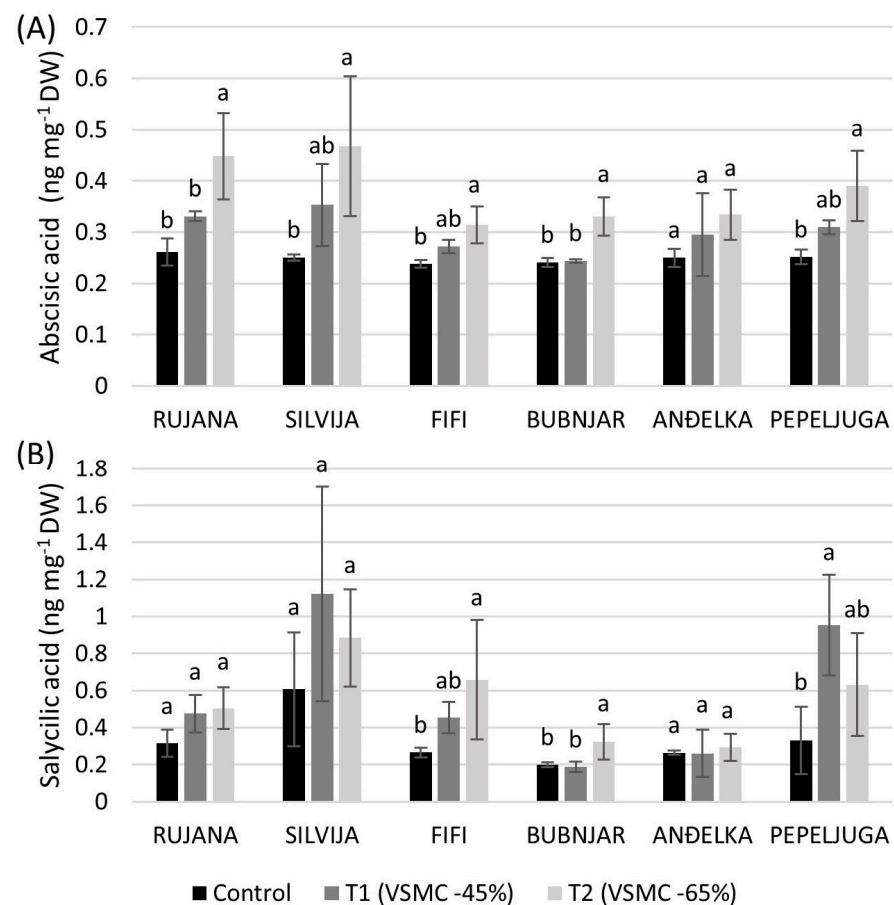 (A)
Abscisic acid (ng mg⁻¹ DW)
0.7
0.6
0.5
0.4
0.3
0.2
0.1
0
b b a
b ab a
b ab a
b b a
a a a
b ab a
RUJANA SILVIJA FIFI BUBNJAR ANĐELKA PEPELJUGA
(B)
Salycilic acid (ng mg⁻¹ DW)
1.8
1.6
1.4
1.2
1
0.8
0.6
0.4
0.2
0
a a a
a a a
b ab a
b b a
a a a
b a ab
RUJANA SILVIJA FIFI BUBNJAR ANĐELKA PEPELJUGA
Control T1 (VSMC -45%) T2 (VSMC -65%)